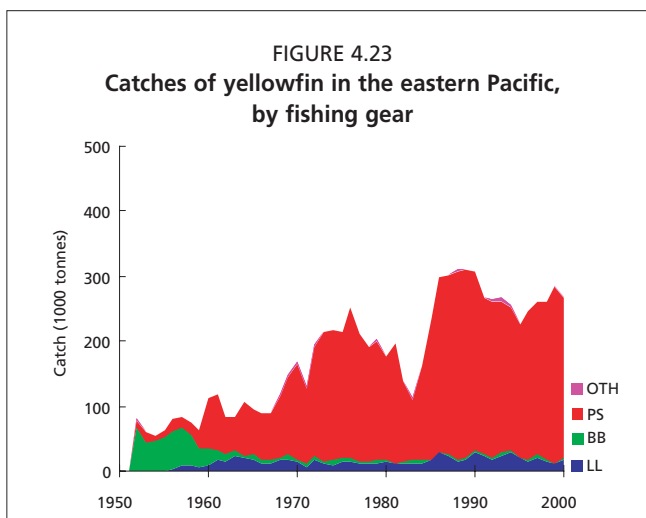 FIGURE 4.23
Catches of yellowfin in the eastern Pacific,
by fishing gear
500
400
300
200
100
0
Catch (1000 tonnes)
1950 1960 1970 1980 1990 2000
OTH
PS
BB
LL